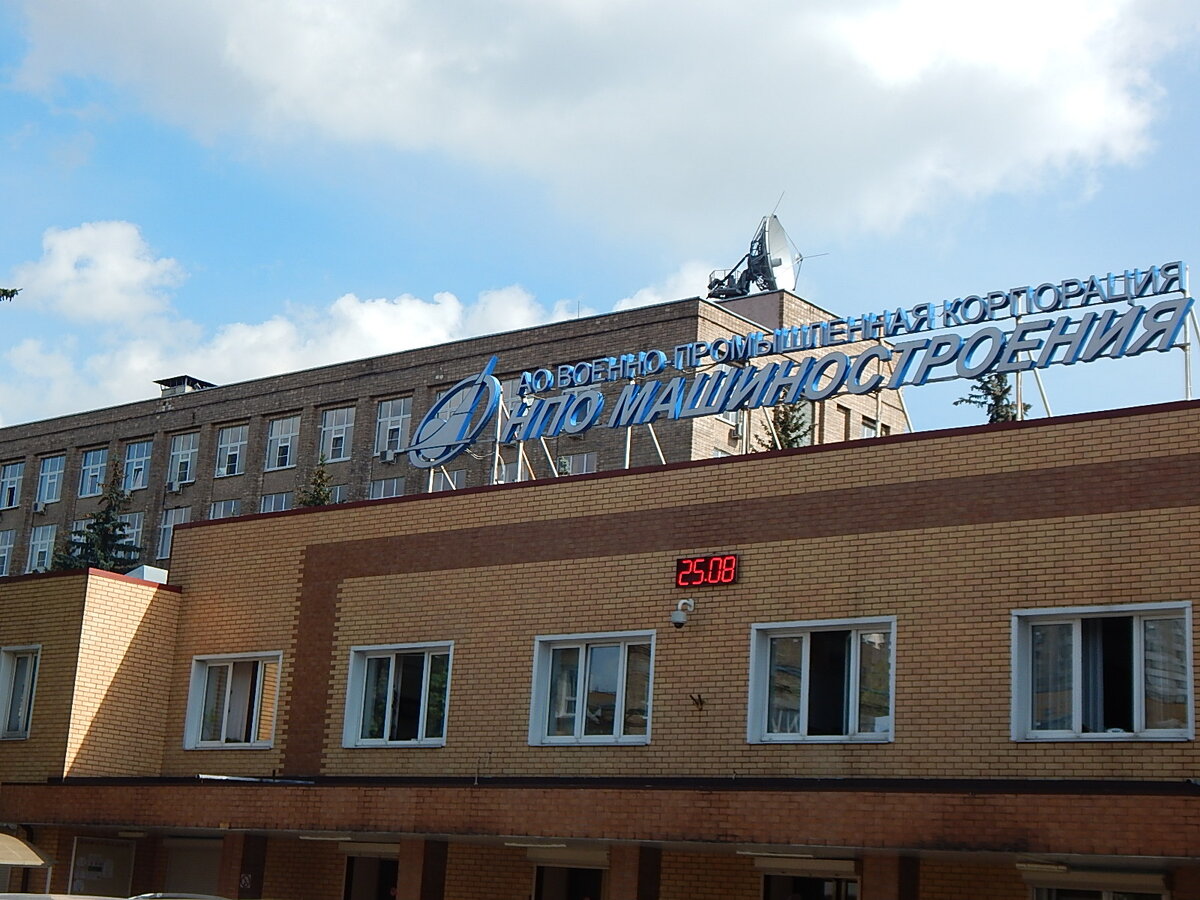 АО ВОЕННО-ПРОМЫШЛЕННАЯ КОРПОРАЦИЯ
НПО МАШИНОСТРОЕНИЯ
25.08